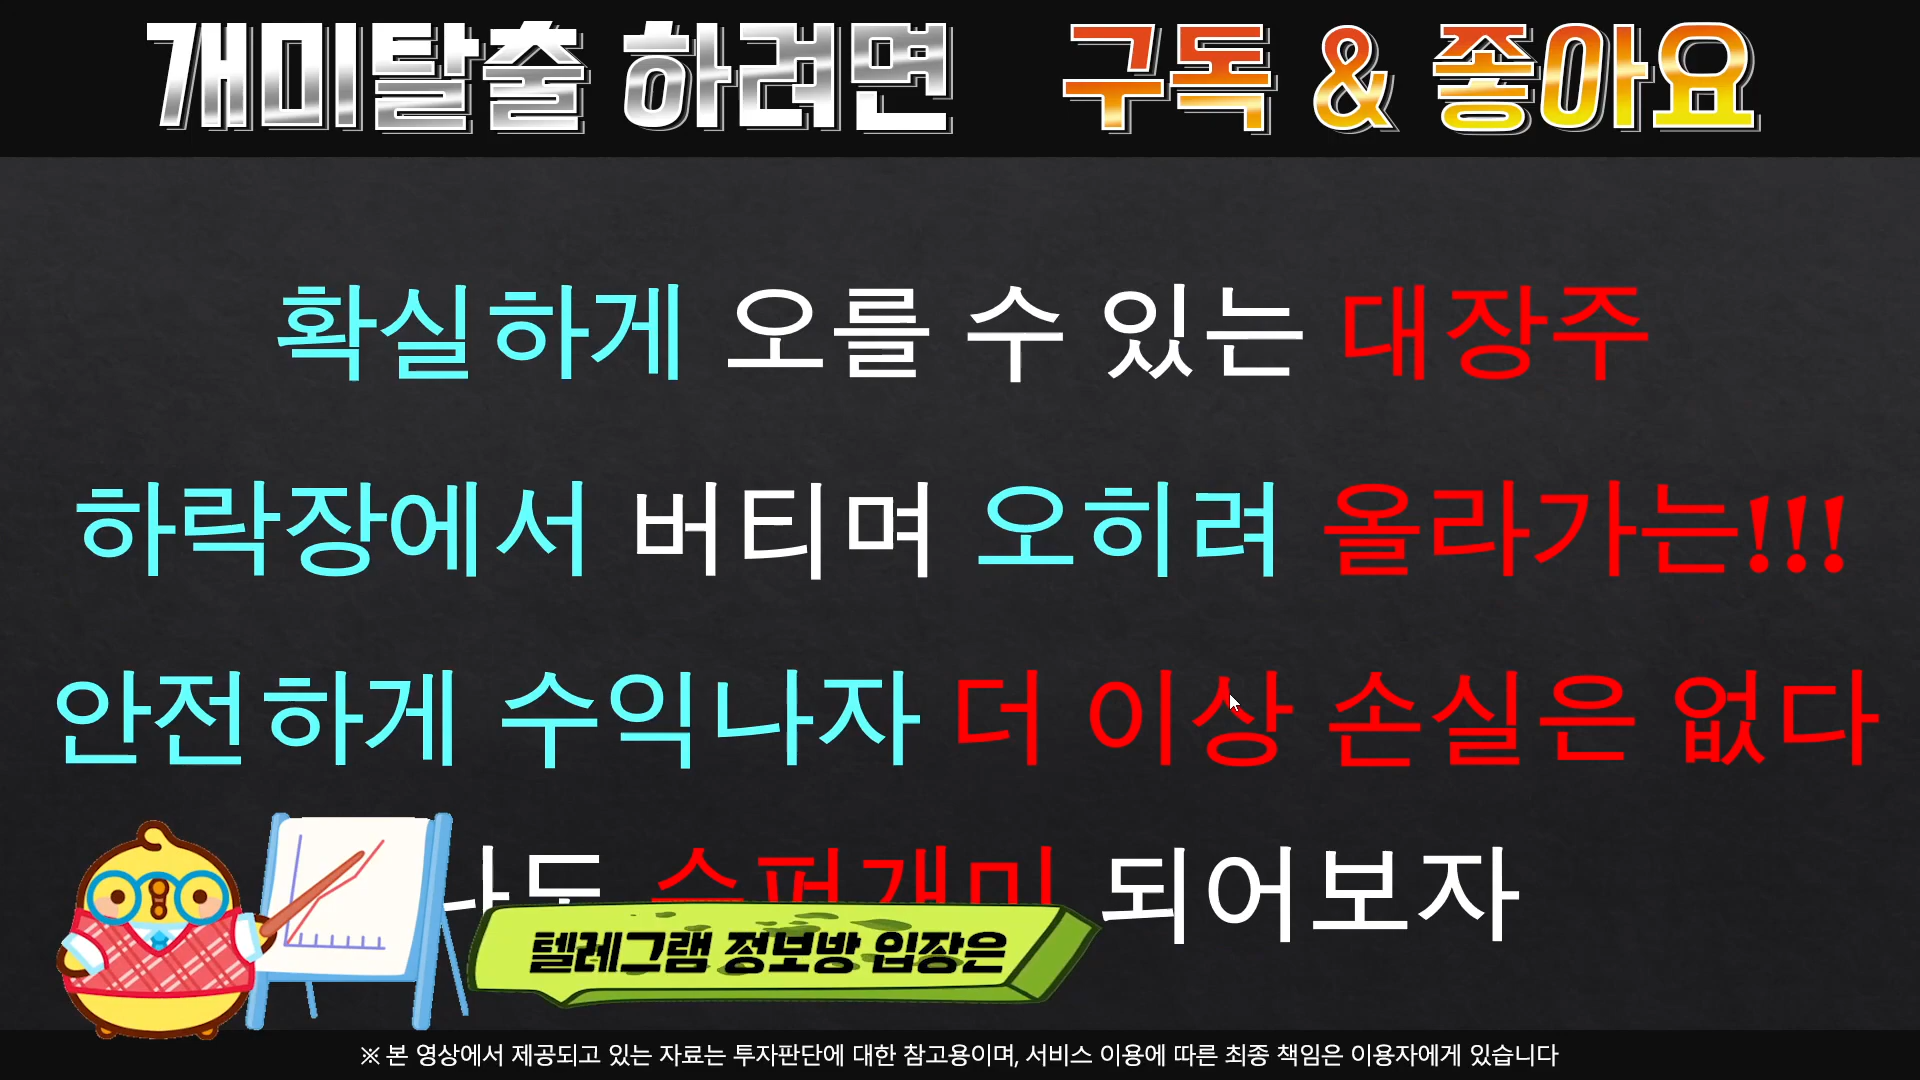 개미탈출 하려면 구독 & 좋아요
확실하게 오를 수 있는 대장주
하락장에서 버티며 오히려 올라가는!!!
안전하게 수익나자 더 이상 손실은 없다
나도 슈퍼개미 되어보자
텔레그램 정보방 입장은
※ 본 영상에서 제공되고 있는 자료는 투자판단에 대한 참고용이며, 서비스 이용에 따른 최종 책임은 이용자에게 있습니다